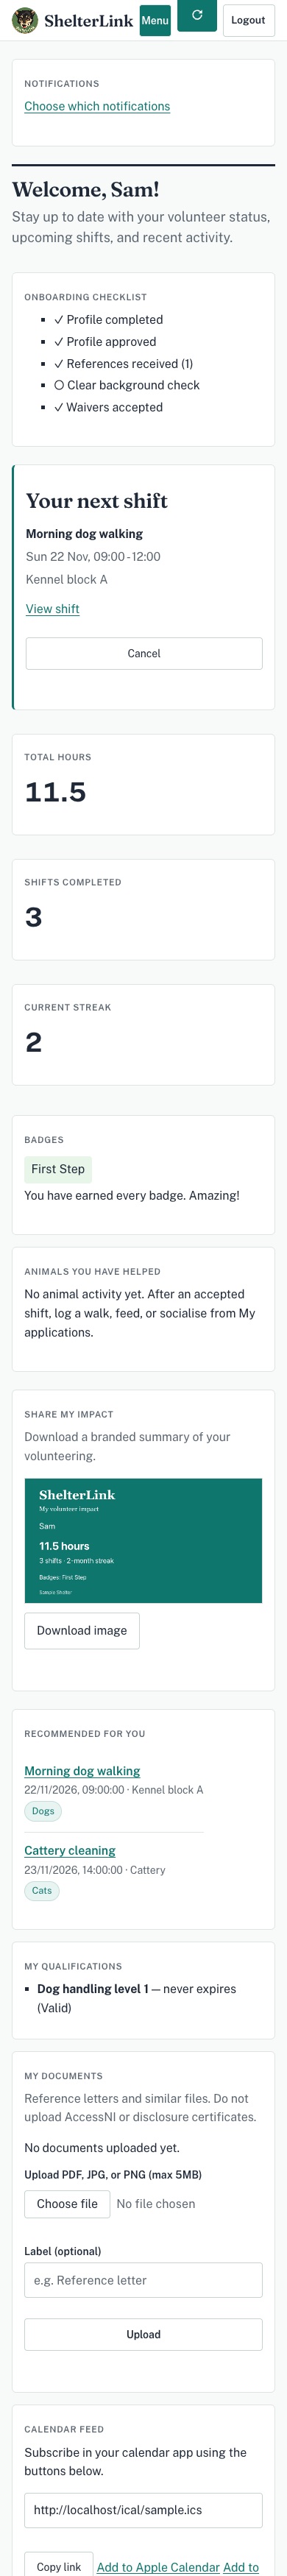 ShelterLink
Menu
Logout
NOTIFICATIONS
Choose which notifications
Welcome, Sam!
Stay up to date with your volunteer status,
upcoming shifts, and recent activity.
ONBOARDING CHECKLIST
✓ Profile completed
✓ Profile approved
✓ References received (1)
○ Clear background check
✓ Waivers accepted
Your next shift
Morning dog walking
Sun 22 Nov, 09:00 - 12:00
Kennel block A
View shift
Cancel
TOTAL HOURS
11.5
SHIFTS COMPLETED
3
CURRENT STREAK
2
BADGES
First Step
You have earned every badge. Amazing!
ANIMALS YOU HAVE HELPED
No animal activity yet. After an accepted
shift, log a walk, feed, or socialise from My
applications.
SHARE MY IMPACT
Download a branded summary of your
volunteering.
ShelterLink
My volunteer impact
Sam
11.5 hours
3 shifts · 2-month streak
Badges: First Step
Sample Shelter
Download image
RECOMMENDED FOR YOU
Morning dog walking
22/11/2026, 09:00:00 · Kennel block A
Dogs
Cattery cleaning
23/11/2026, 14:00:00 · Cattery
Cats
MY QUALIFICATIONS
Dog handling level 1 — never expires
(Valid)
MY DOCUMENTS
Reference letters and similar files. Do not
upload AccessNI or disclosure certificates.
No documents uploaded yet.
Upload PDF, JPG, or PNG (max 5MB)
Choose file No file chosen
Label (optional)
e.g. Reference letter
Upload
CALENDAR FEED
Subscribe in your calendar app using the
buttons below.
http://localhost/ical/sample.ics
Copy link Add to Apple Calendar Add to